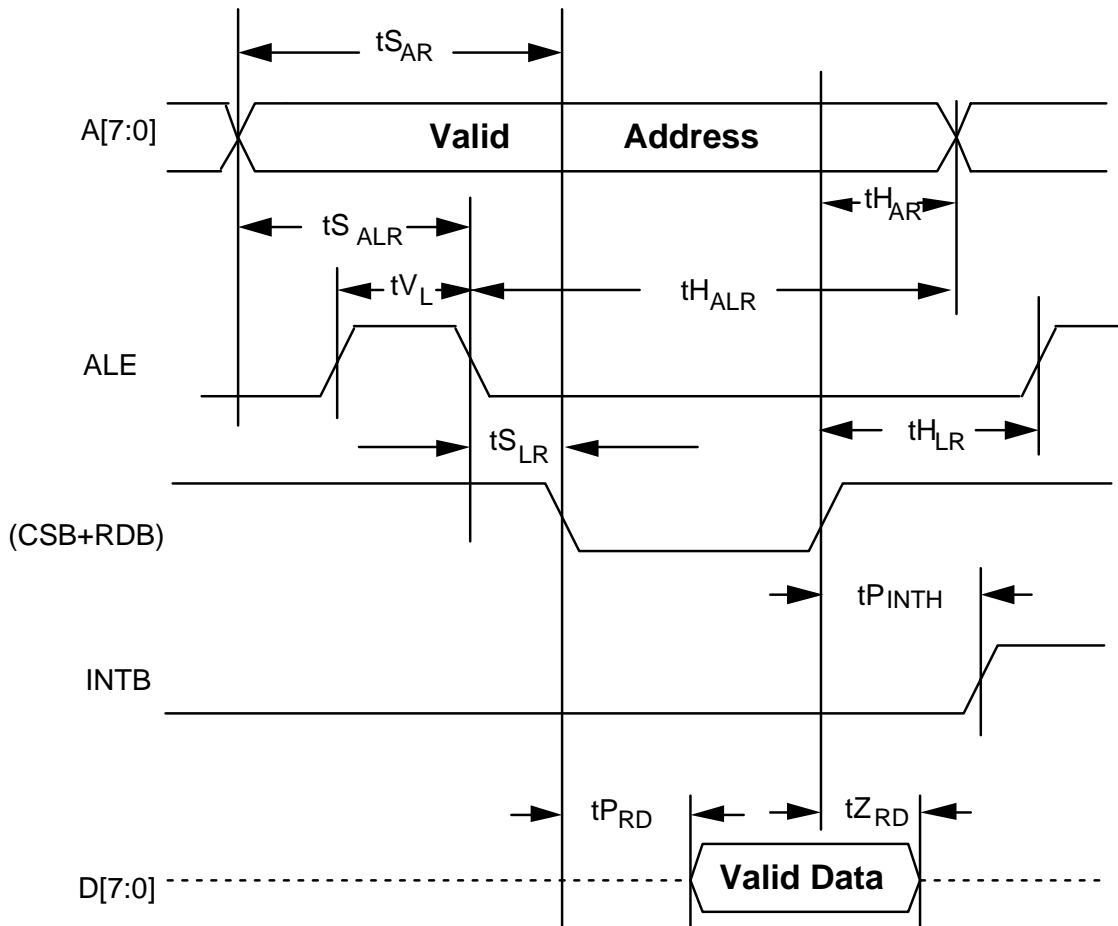 tSAR
A[7:0]
Valid Address
tHAR
tSALR
tVL
tHALR
ALE
tSLR
tHLR
(CSB+RDB)
tPINTH
INTB
tPRD
tZRD
D[7:0]
Valid Data